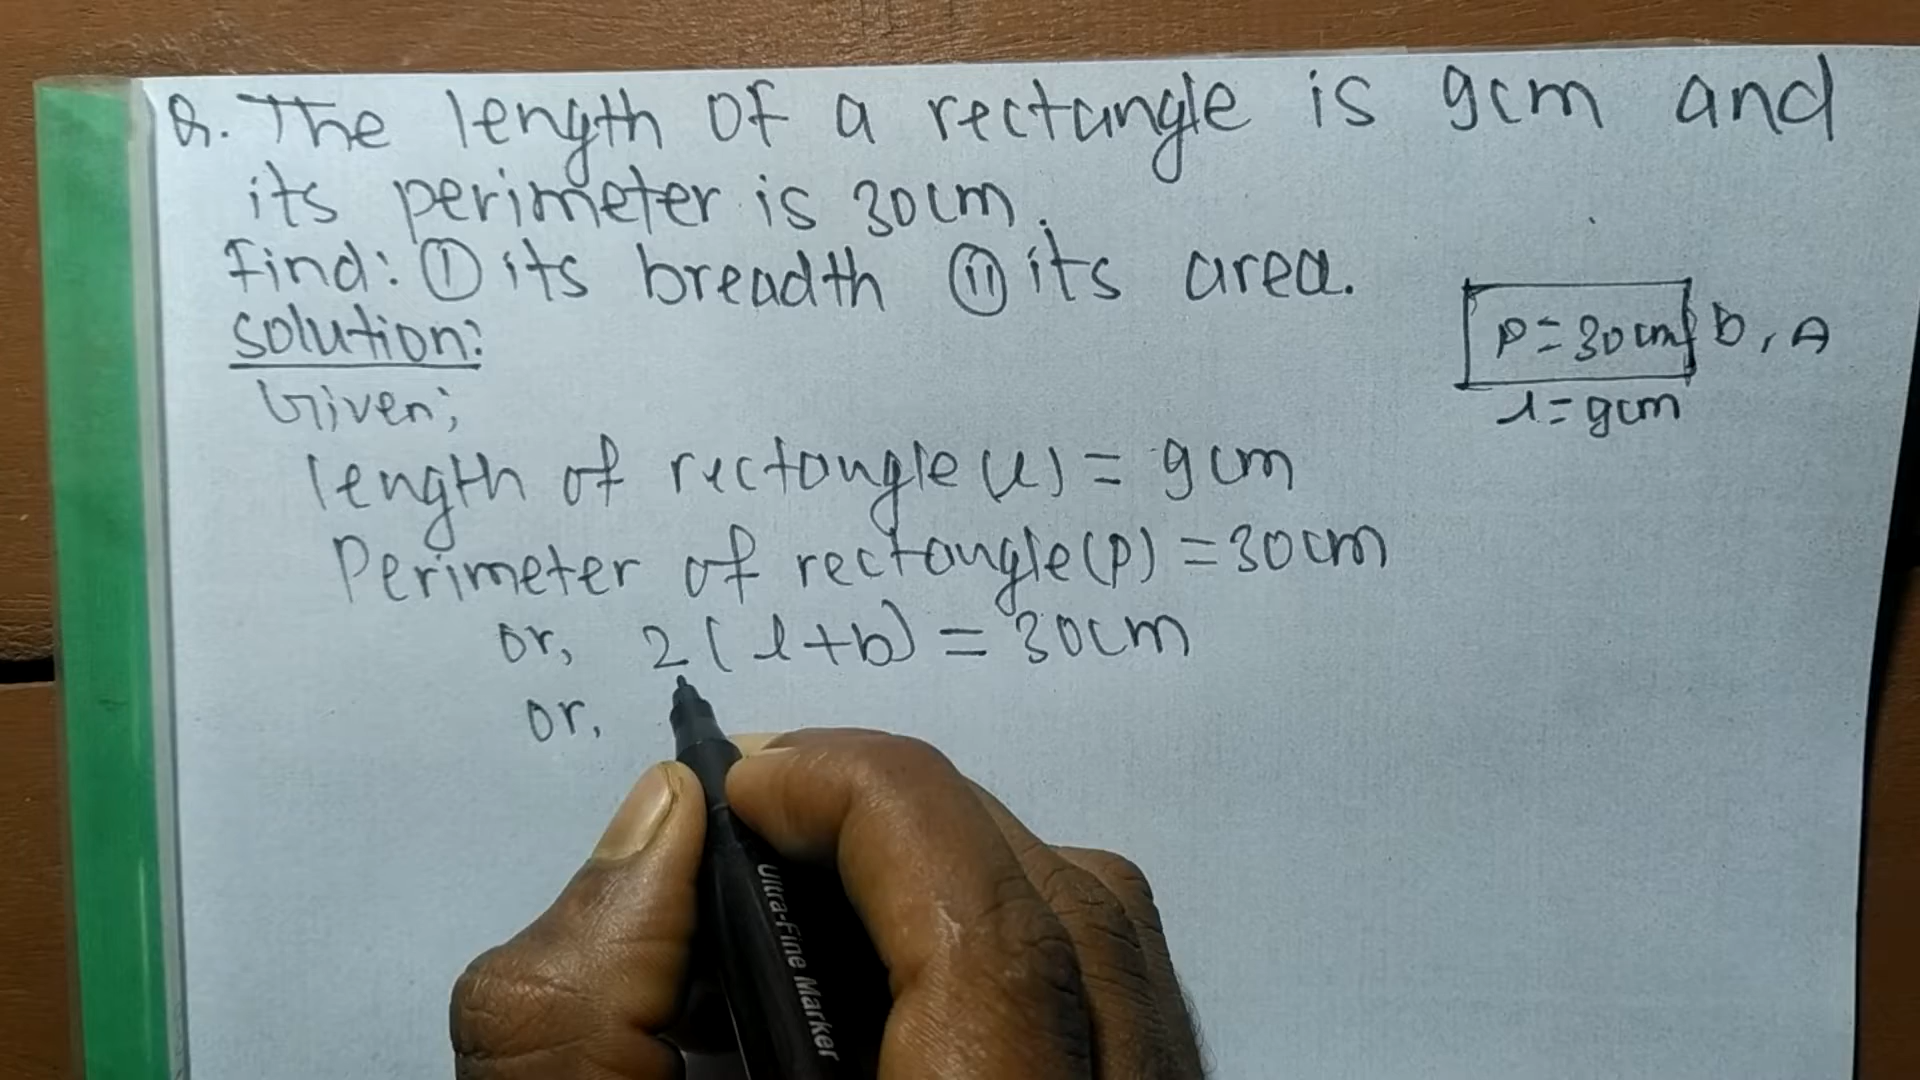 Q. The length of a rectangle is 9cm and
its perimeter is 30cm.
Find: (i) its breadth (ii) its area.
Solution:
Given;
length of rectangle (l) = 9cm
Perimeter of rectangle (P) = 30cm
or, 2(l+b) = 30cm
or,
P = 30cm b, A
l = 9cm
Ultra-Fine Marker